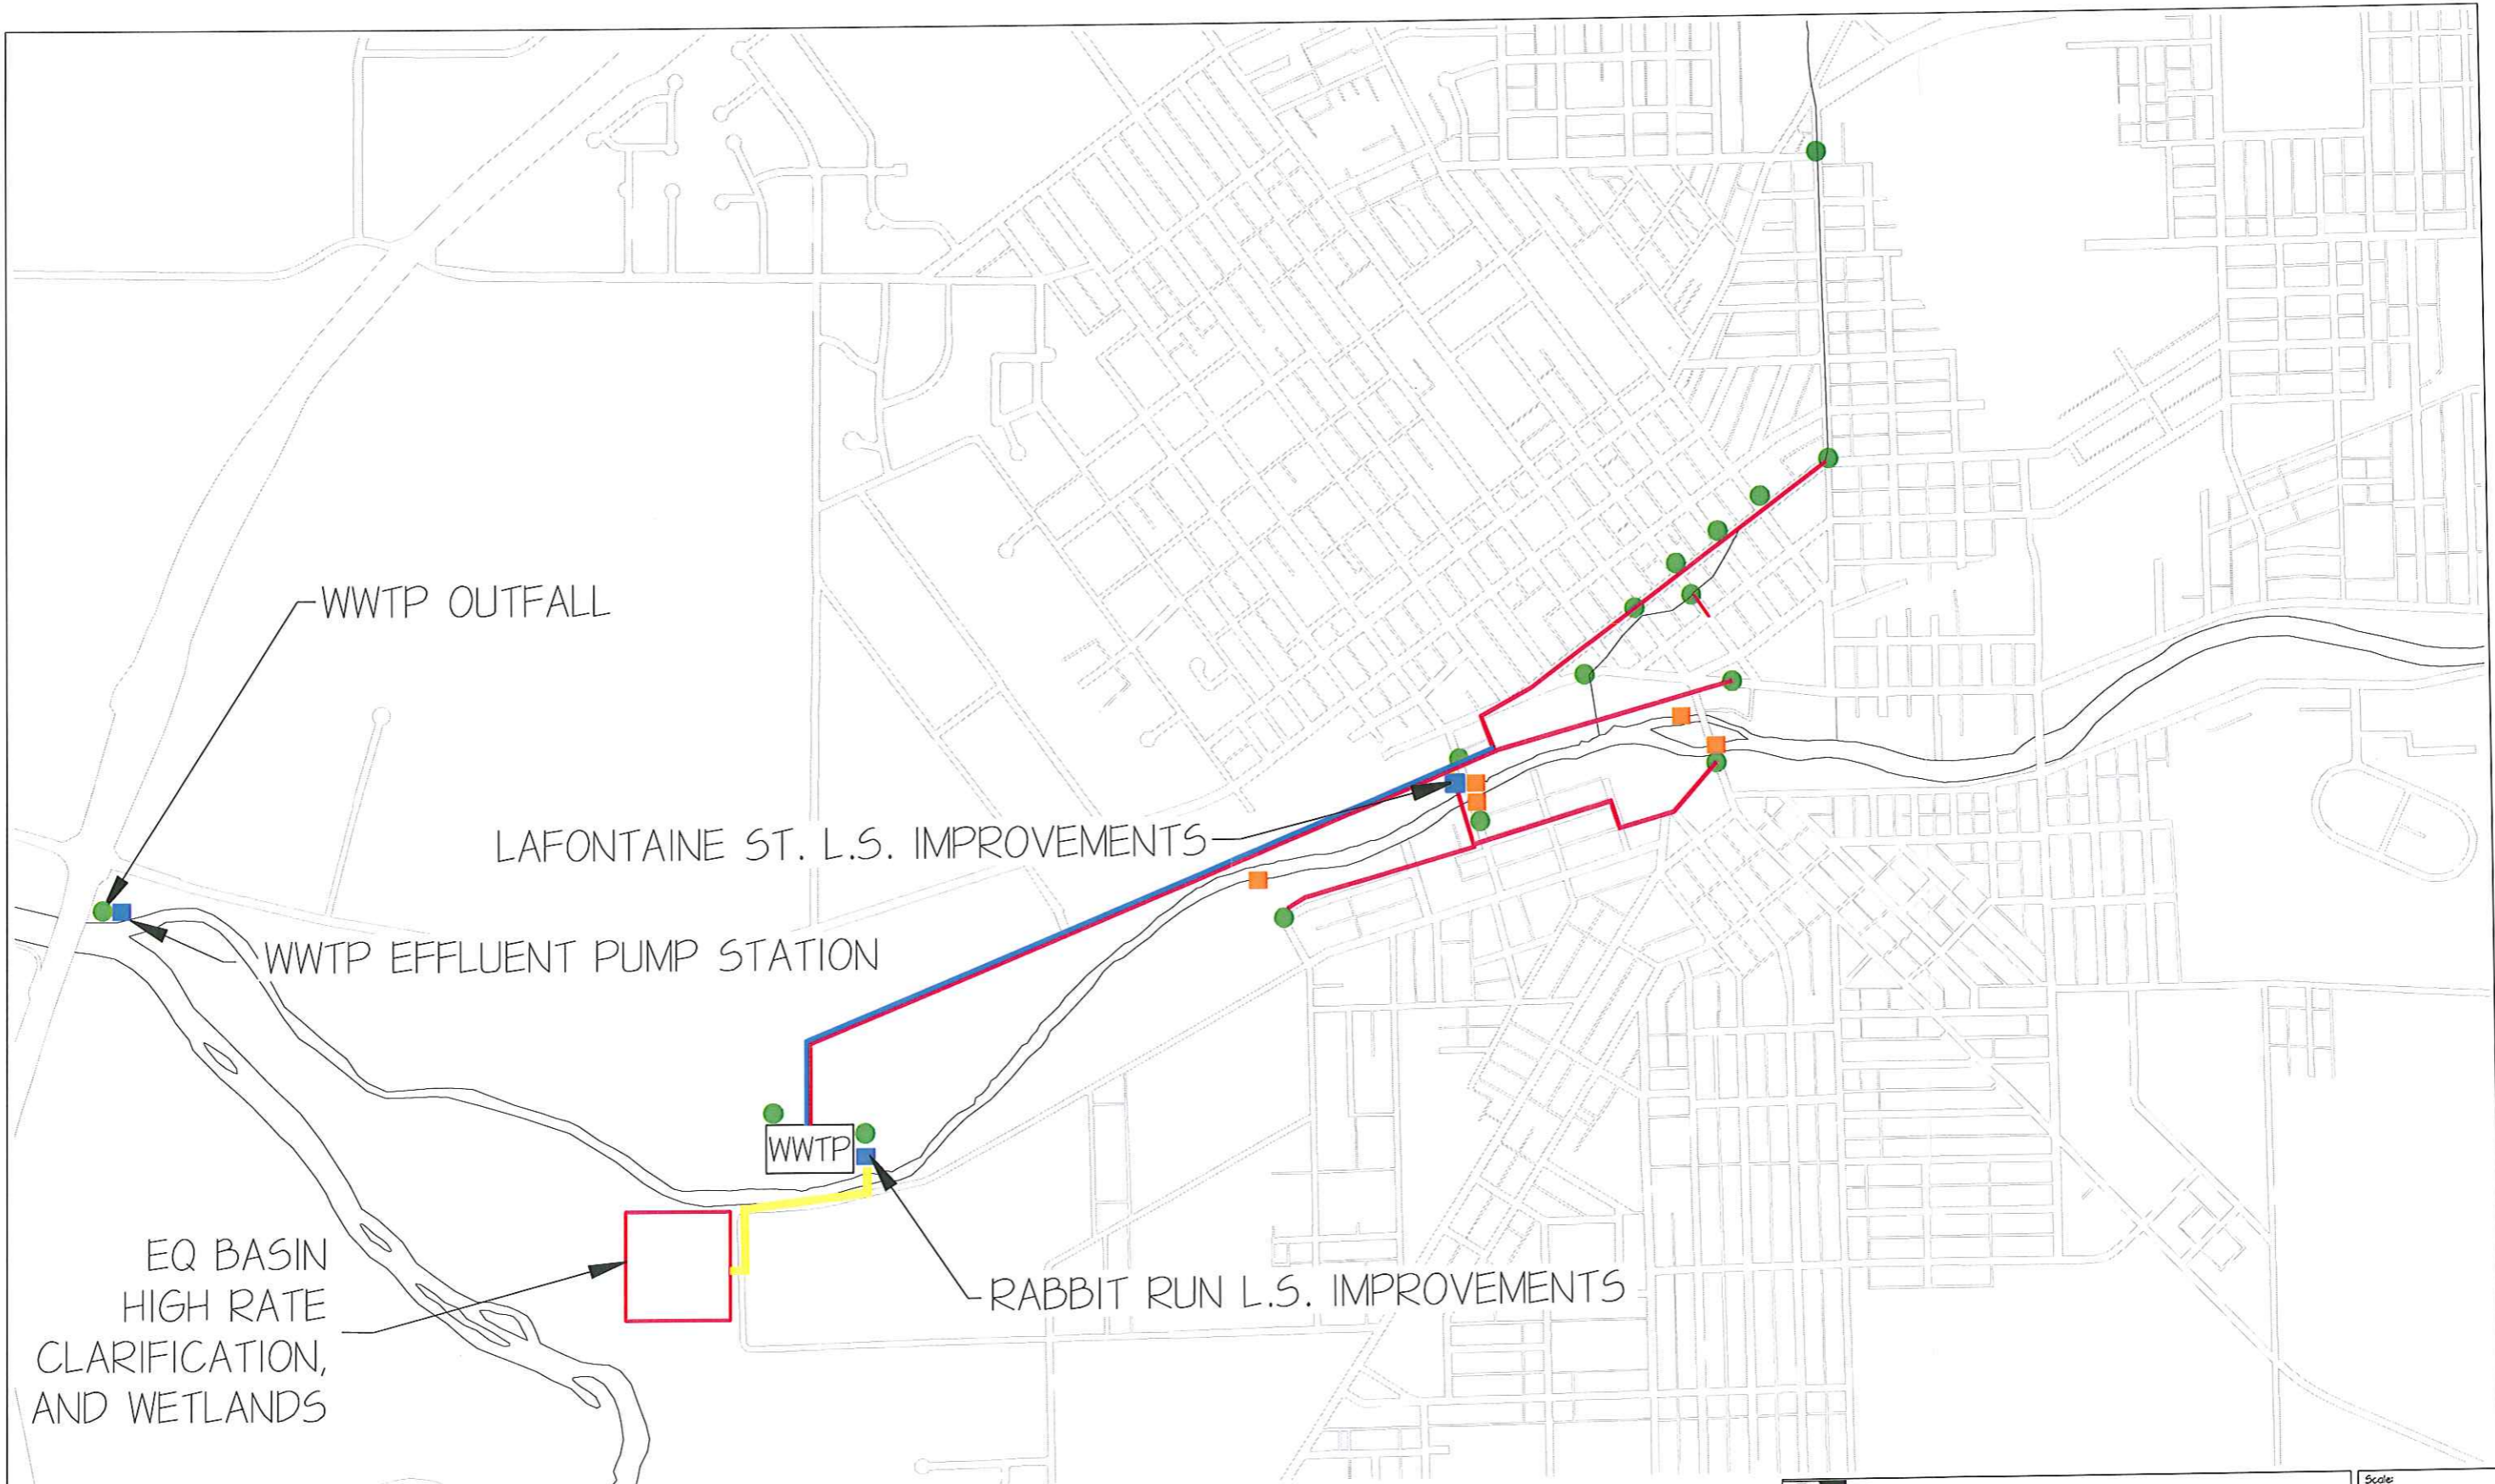 WWTP OUTFALL
LAFONTAINE ST. L.S. IMPROVEMENTS
WWTP EFFLUENT PUMP STATION
WWTP
EQ BASIN
HIGH RATE
CLARIFICATION,
AND WETLANDS
RABBIT RUN L.S. IMPROVEMENTS
Scale: